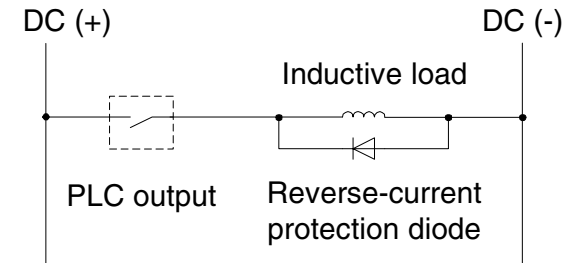 DC (+)
DC (-)
Inductive load
PLC output
Reverse-current
protection diode